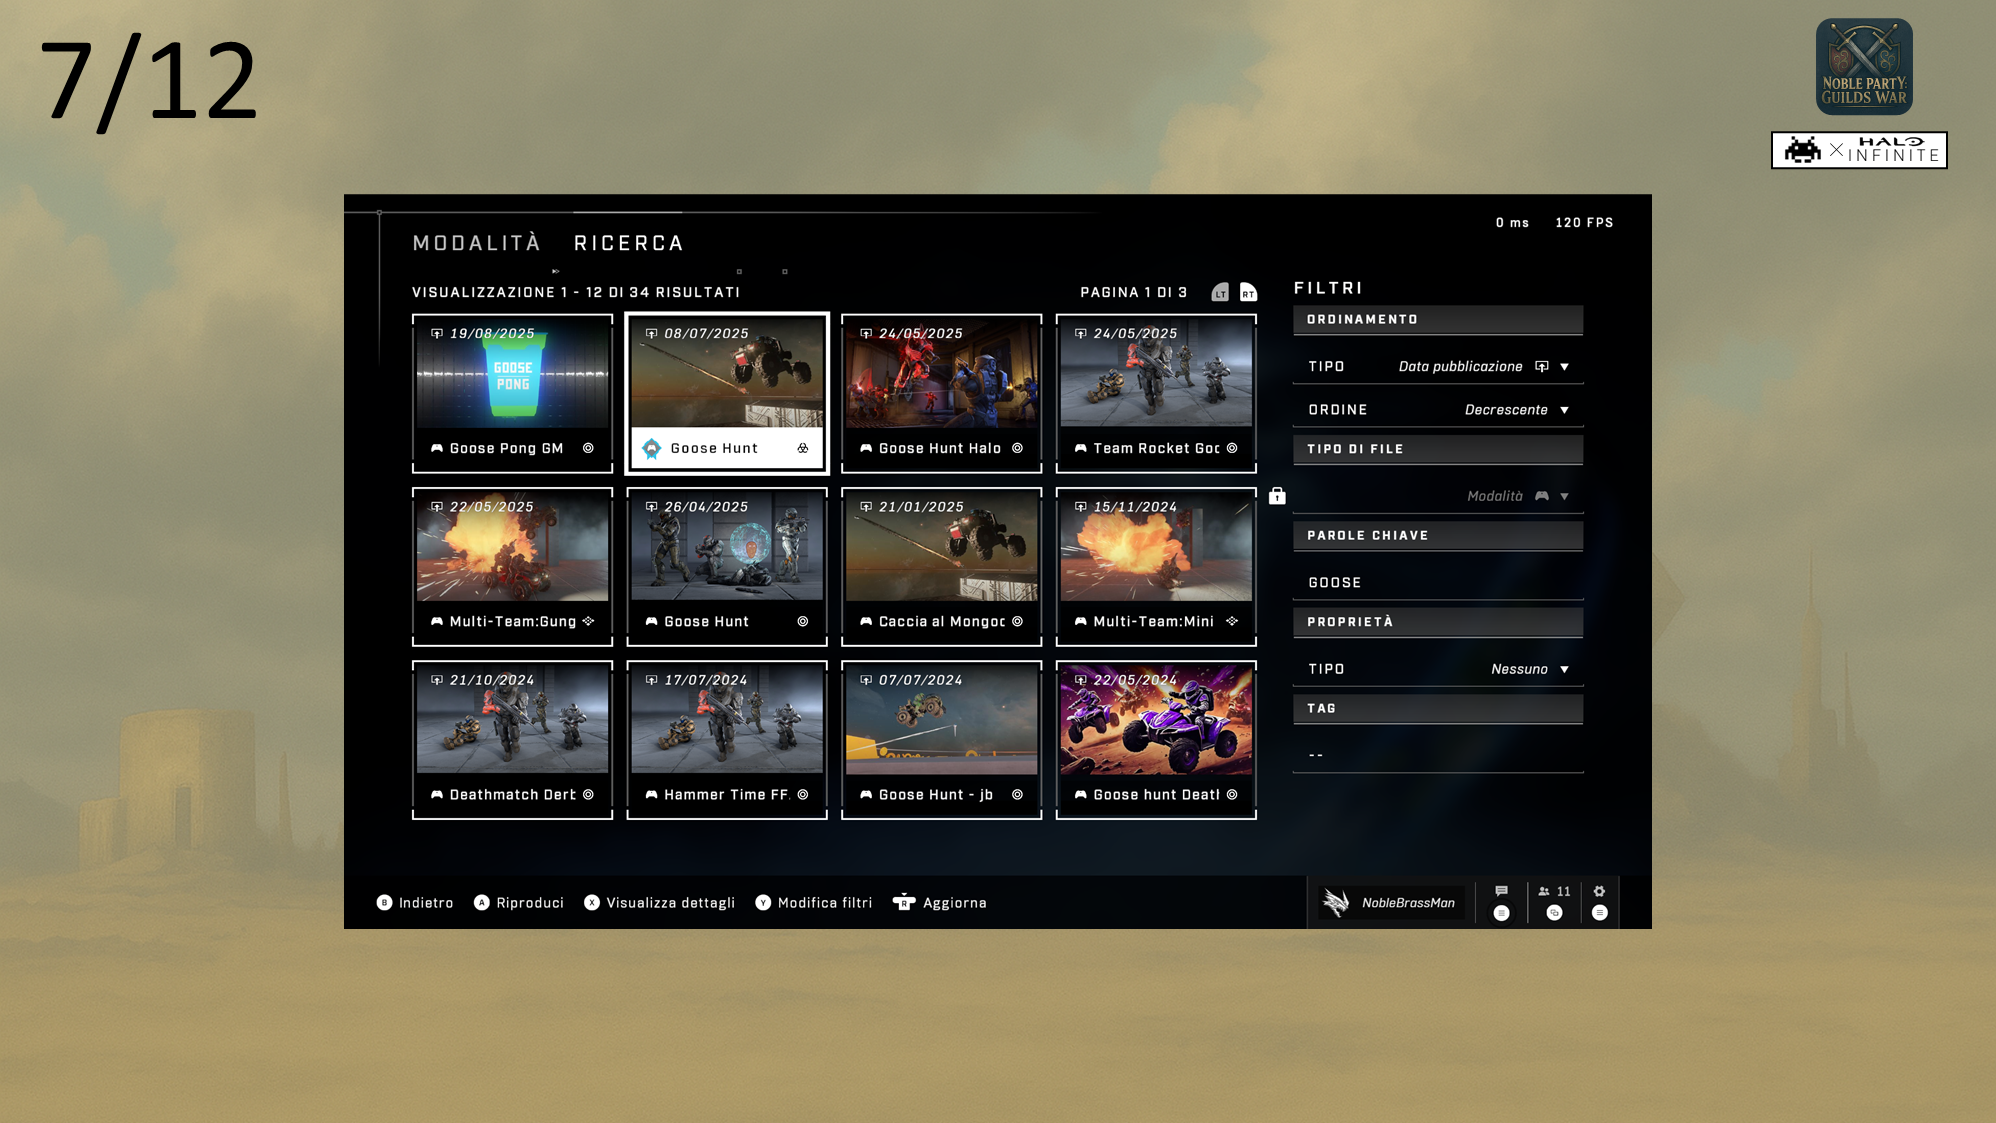 7/12
NOBLE PARTY:
GUILDS WAR
HALO
INFINITE
0 ms 120 FPS
MODALITÀ RICERCA
VISUALIZZAZIONE 1 - 12 DI 34 RISULTATI
PAGINA 1 DI 3 LT RT
19/08/2025
GOOSE
PONG
Goose Pong GM
08/07/2025
Goose Hunt
24/05/2025
Goose Hunt Halo
24/05/2025
Team Rocket Goo
22/05/2025
Multi-Team:Gung
26/04/2025
Goose Hunt
21/01/2025
Caccia al Mongoo
15/11/2024
Multi-Team:Mini
21/10/2024
Deathmatch Derb
17/07/2024
Hammer Time FF
07/07/2024
Goose Hunt - jb
22/05/2024
Goose hunt Death
FILTRI
ORDINAMENTO
TIPO Data pubblicazione
ORDINE Decrescente
TIPO DI FILE
Modalità
PAROLE CHIAVE
GOOSE
PROPRIETÀ
TIPO Nessuno
TAG
--
B Indietro A Riproduci X Visualizza dettagli Y Modifica filtri R Aggiorna
NobleBrassMan
11